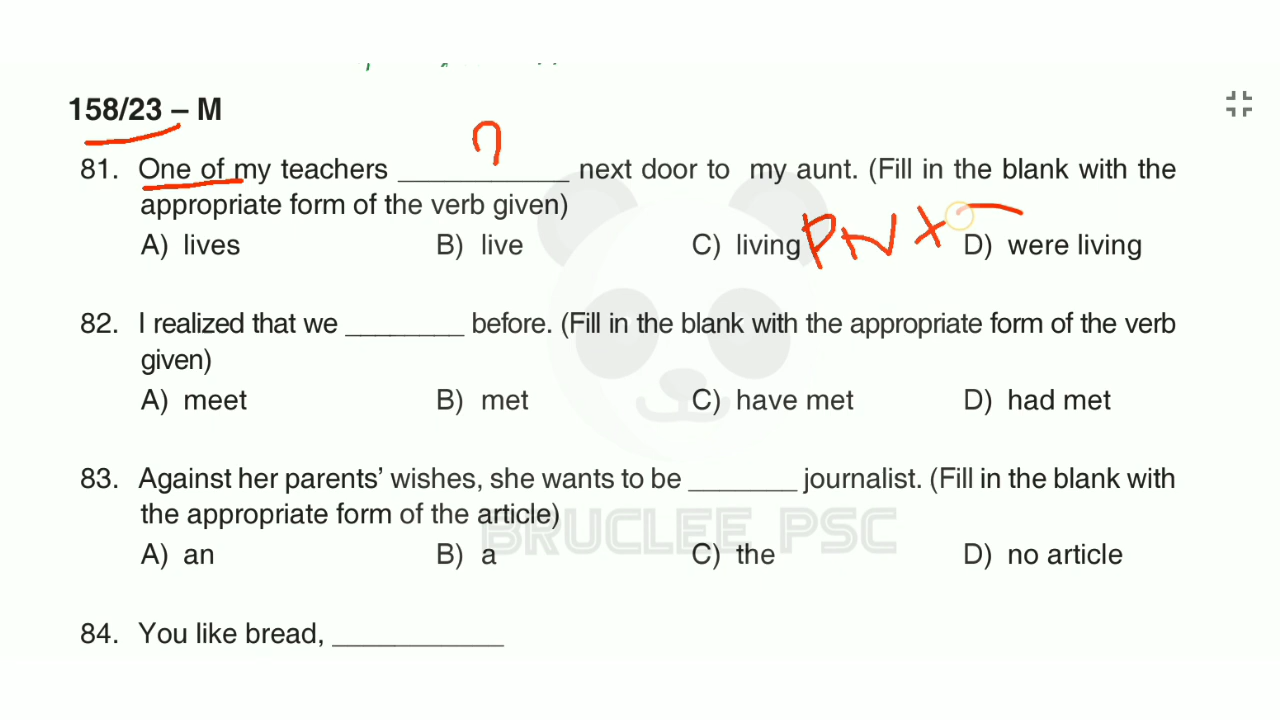 158/23 – M
81. One of my teachers ___________ next door to my aunt. (Fill in the blank with the
appropriate form of the verb given)
A) lives B) live C) living D) were living
PN +
82. I realized that we ________ before. (Fill in the blank with the appropriate form of the verb
given)
A) meet B) met C) have met D) had met
83. Against her parents’ wishes, she wants to be _______ journalist. (Fill in the blank with
the appropriate form of the article)
A) an B) a C) the D) no article
BRUCLEE PSC
84. You like bread, ___________